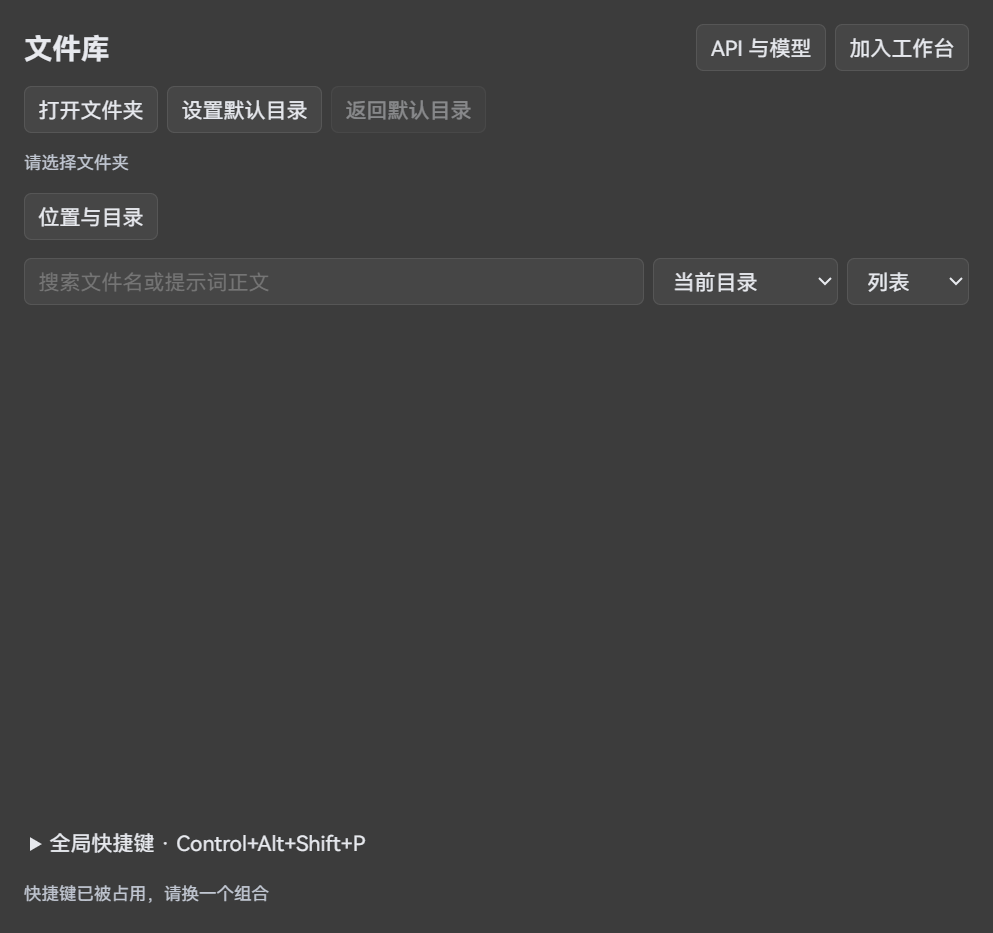 文件库
API 与模型
加入工作台
打开文件夹
设置默认目录
返回默认目录
请选择文件夹
位置与目录
搜索文件名或提示词正文
当前目录
列表
全局快捷键 · Control+Alt+Shift+P
快捷键已被占用，请换一个组合